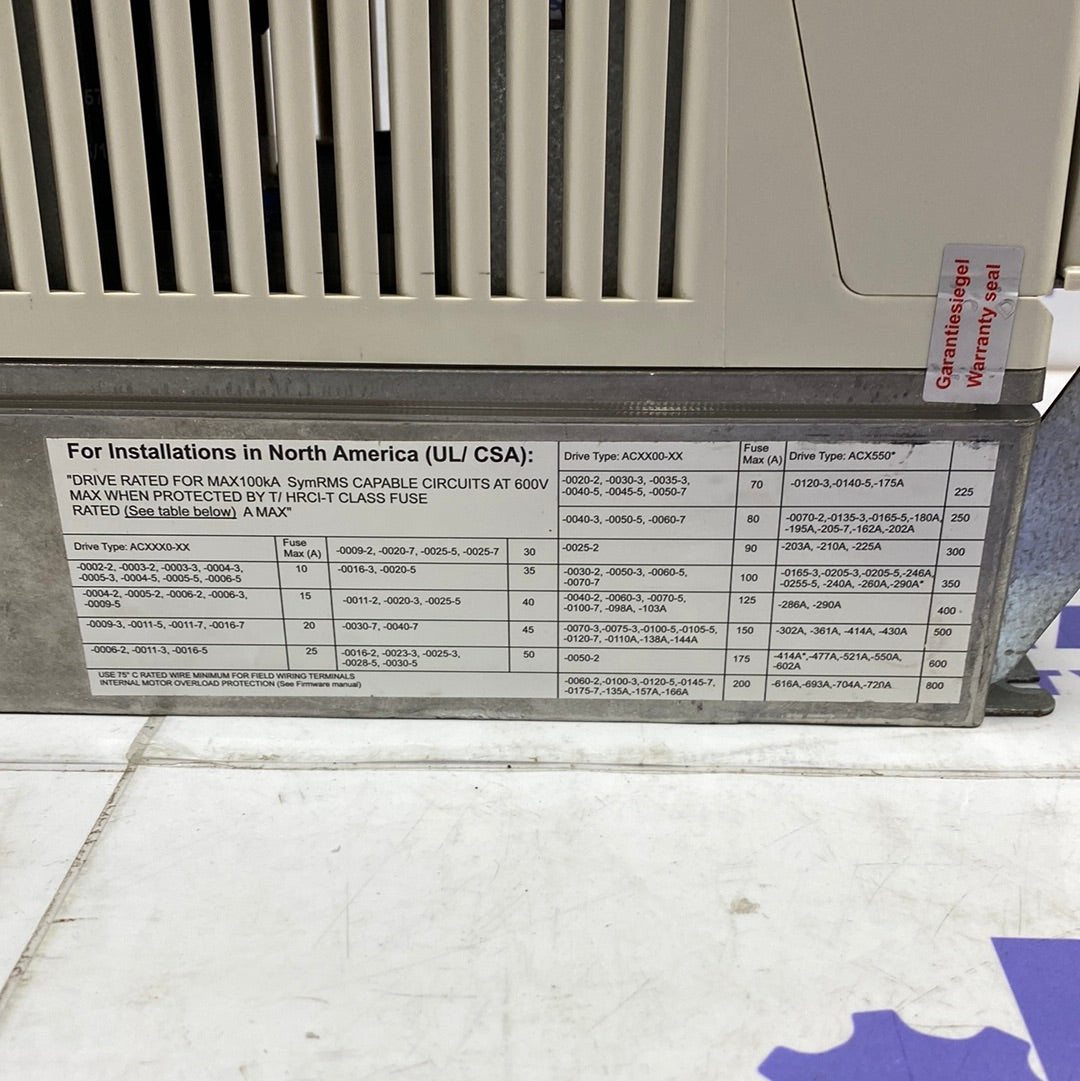 Garantiesiegel
Warranty seal
For Installations in North America (UL/ CSA):
"DRIVE RATED FOR MAX100kA SymRMS CAPABLE CIRCUITS AT 600V
MAX WHEN PROTECTED BY T/ HRCI-T CLASS FUSE
RATED (See table below) A MAX"
Drive Type: ACXXX0-XX
Fuse
Max (A)
-0009-2, -0020-7, -0025-5, -0025-7
30
-0002-2, -0003-2, -0003-3, -0004-3,
-0005-3, -0004-5, -0005-5, -0006-5
10
-0016-3, -0020-5
35
-0004-2, -0005-2, -0006-2, -0006-3,
-0009-5
15
-0011-2, -0020-3, -0025-5
40
-0009-3, -0011-5, -0011-7, -0016-7
20
-0030-7, -0040-7
45
-0006-2, -0011-3, -0016-5
25
-0016-2, -0023-3, -0025-3,
-0028-5, -0030-5
50
USE 75° C RATED WIRE MINIMUM FOR FIELD WIRING TERMINALS
INTERNAL MOTOR OVERLOAD PROTECTION (See Firmware manual)
Drive Type: ACXX00-XX
Fuse
Max (A)
Drive Type: ACX550*
-0020-2, -0030-3, -0035-3,
-0040-5, -0045-5, -0050-7
70
-0120-3,-0140-5,-175A
225
-0040-3, -0050-5, -0060-7
80
-0070-2,-0135-3,-0165-5,-180A,
-195A,-205-7,-162A,-202A
250
-0025-2
90
-203A, -210A, -225A
300
-0030-2, -0050-3, -0060-5,
-0070-7
100
-0165-3,-0205-3,-0205-5,-246A,
-0255-5, -240A, -260A,-290A*
350
-0040-2, -0060-3, -0070-5,
-0100-7, -098A, -103A
125
-286A, -290A
400
-0070-3,-0075-3,-0100-5,-0105-5,
-0120-7, -0110A,-138A,-144A
150
-302A, -361A, -414A, -430A
500
-0050-2
175
-414A*,-477A,-521A,-550A,
-602A
600
-0060-2,-0100-3,-0120-5,-0145-7,
-0175-7,-135A,-157A,-166A
200
-616A,-693A,-704A,-720A
800